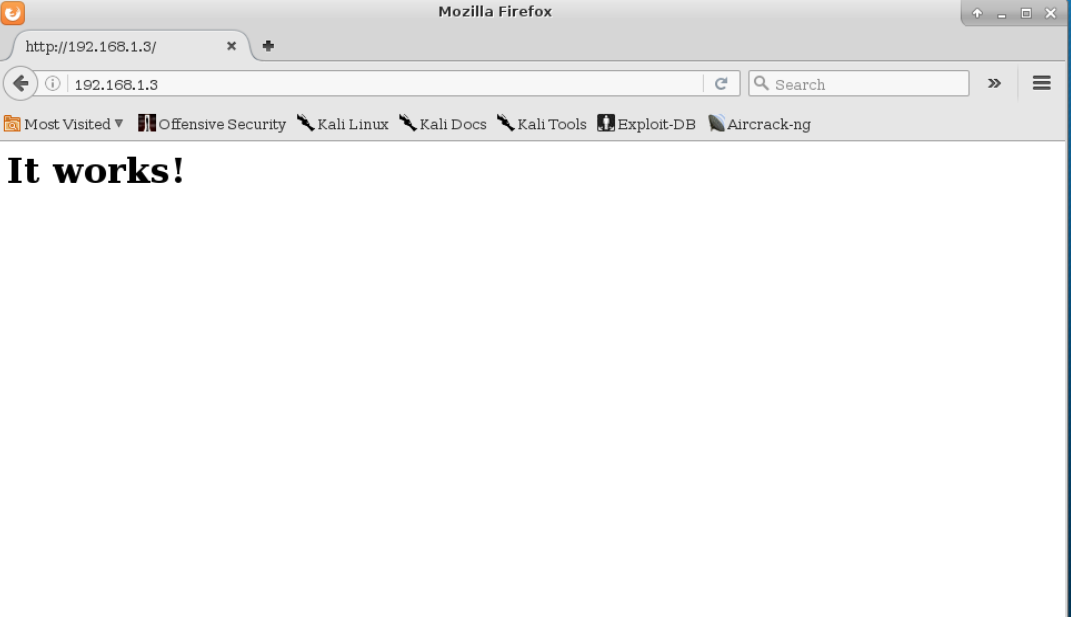 Mozilla Firefox
http://192.168.1.3/
192.168.1.3 Search
Most Visited Offensive Security Kali Linux Kali Docs Kali Tools Exploit-DB Aircrack-ng
It works!